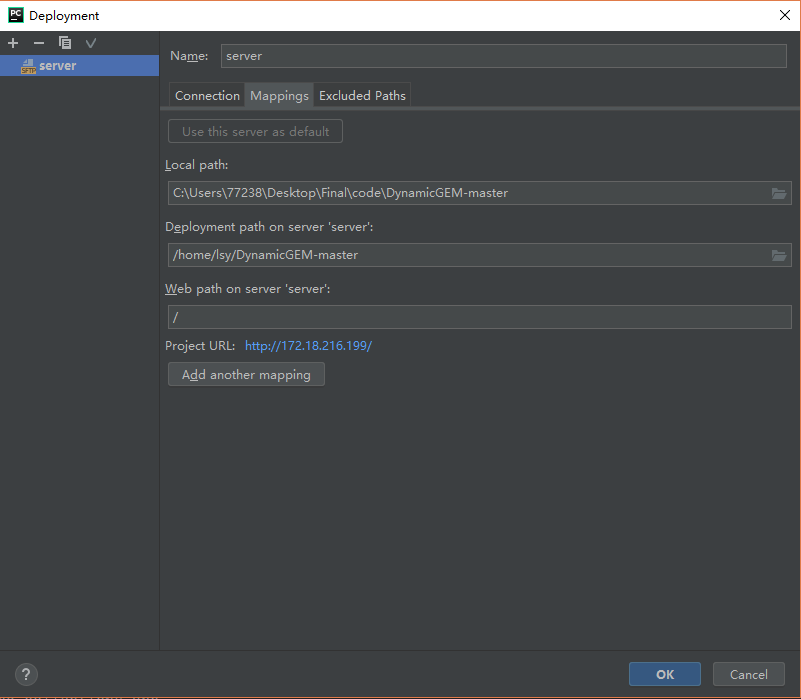 PC
Deployment
SFTP server
Name: server
Connection Mappings Excluded Paths
Use this server as default
Local path:
C:\Users\77238\Desktop\Final\code\DynamicGEM-master
Deployment path on server 'server':
/home/lsy/DynamicGEM-master
Web path on server 'server':
/
Project URL: http://172.18.216.199/
Add another mapping
? OK Cancel